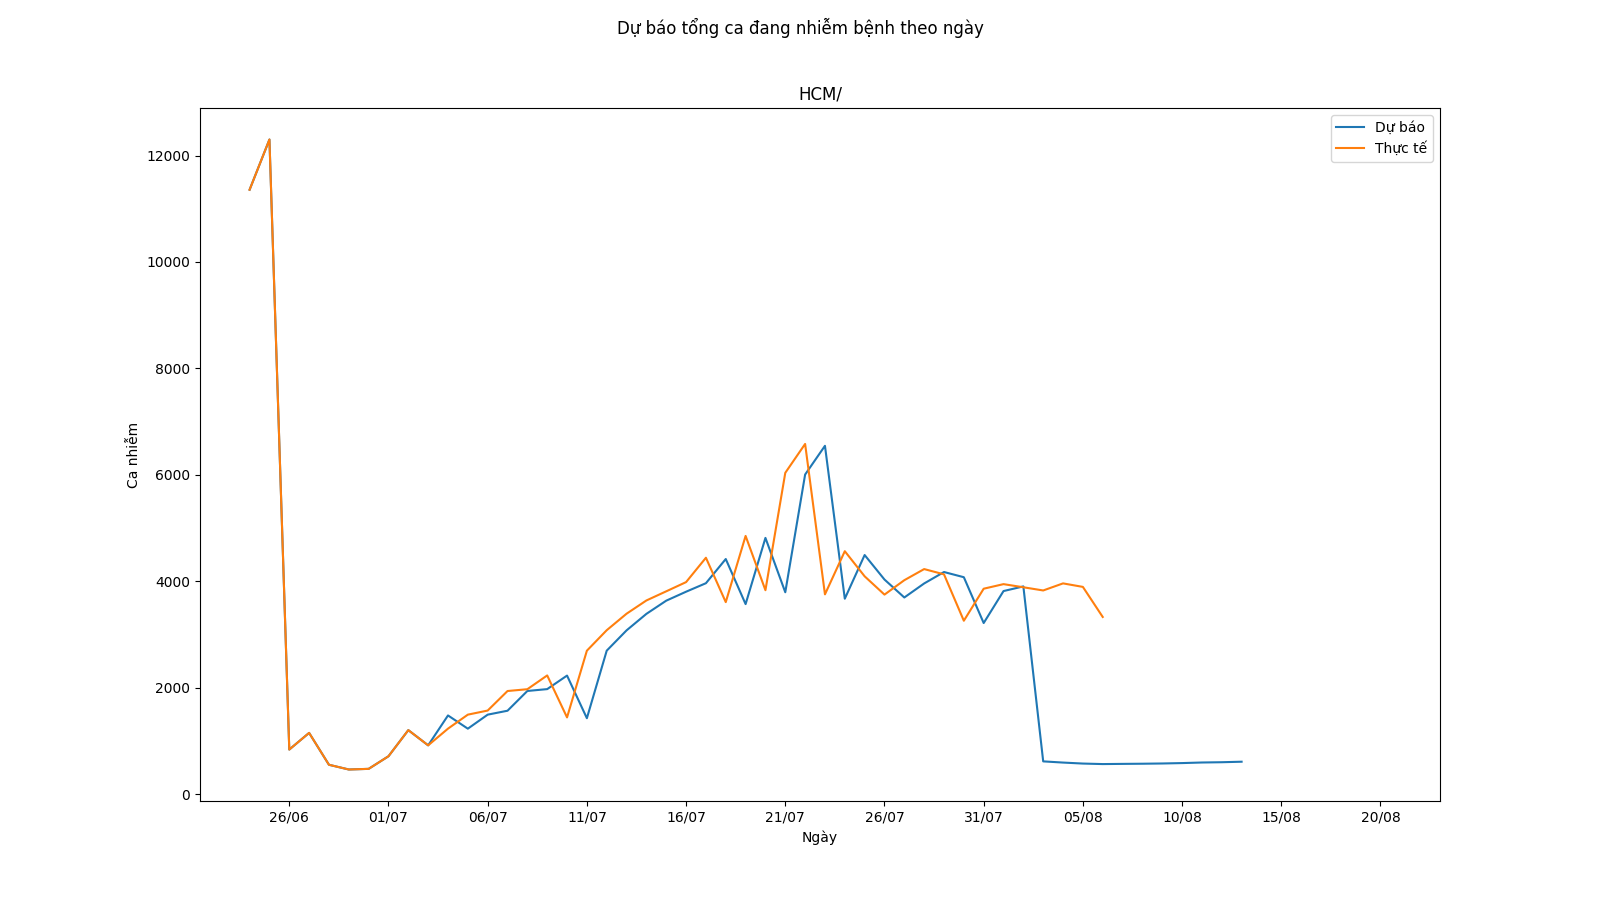 Dự báo tổng ca đang nhiễm bệnh theo ngày
HCM/
Dự báo
Thực tế
12000
10000
8000
6000
4000
2000
0
Ca nhiễm
26/06 01/07 06/07 11/07 16/07 21/07 26/07 31/07 05/08 10/08 15/08 20/08
Ngày